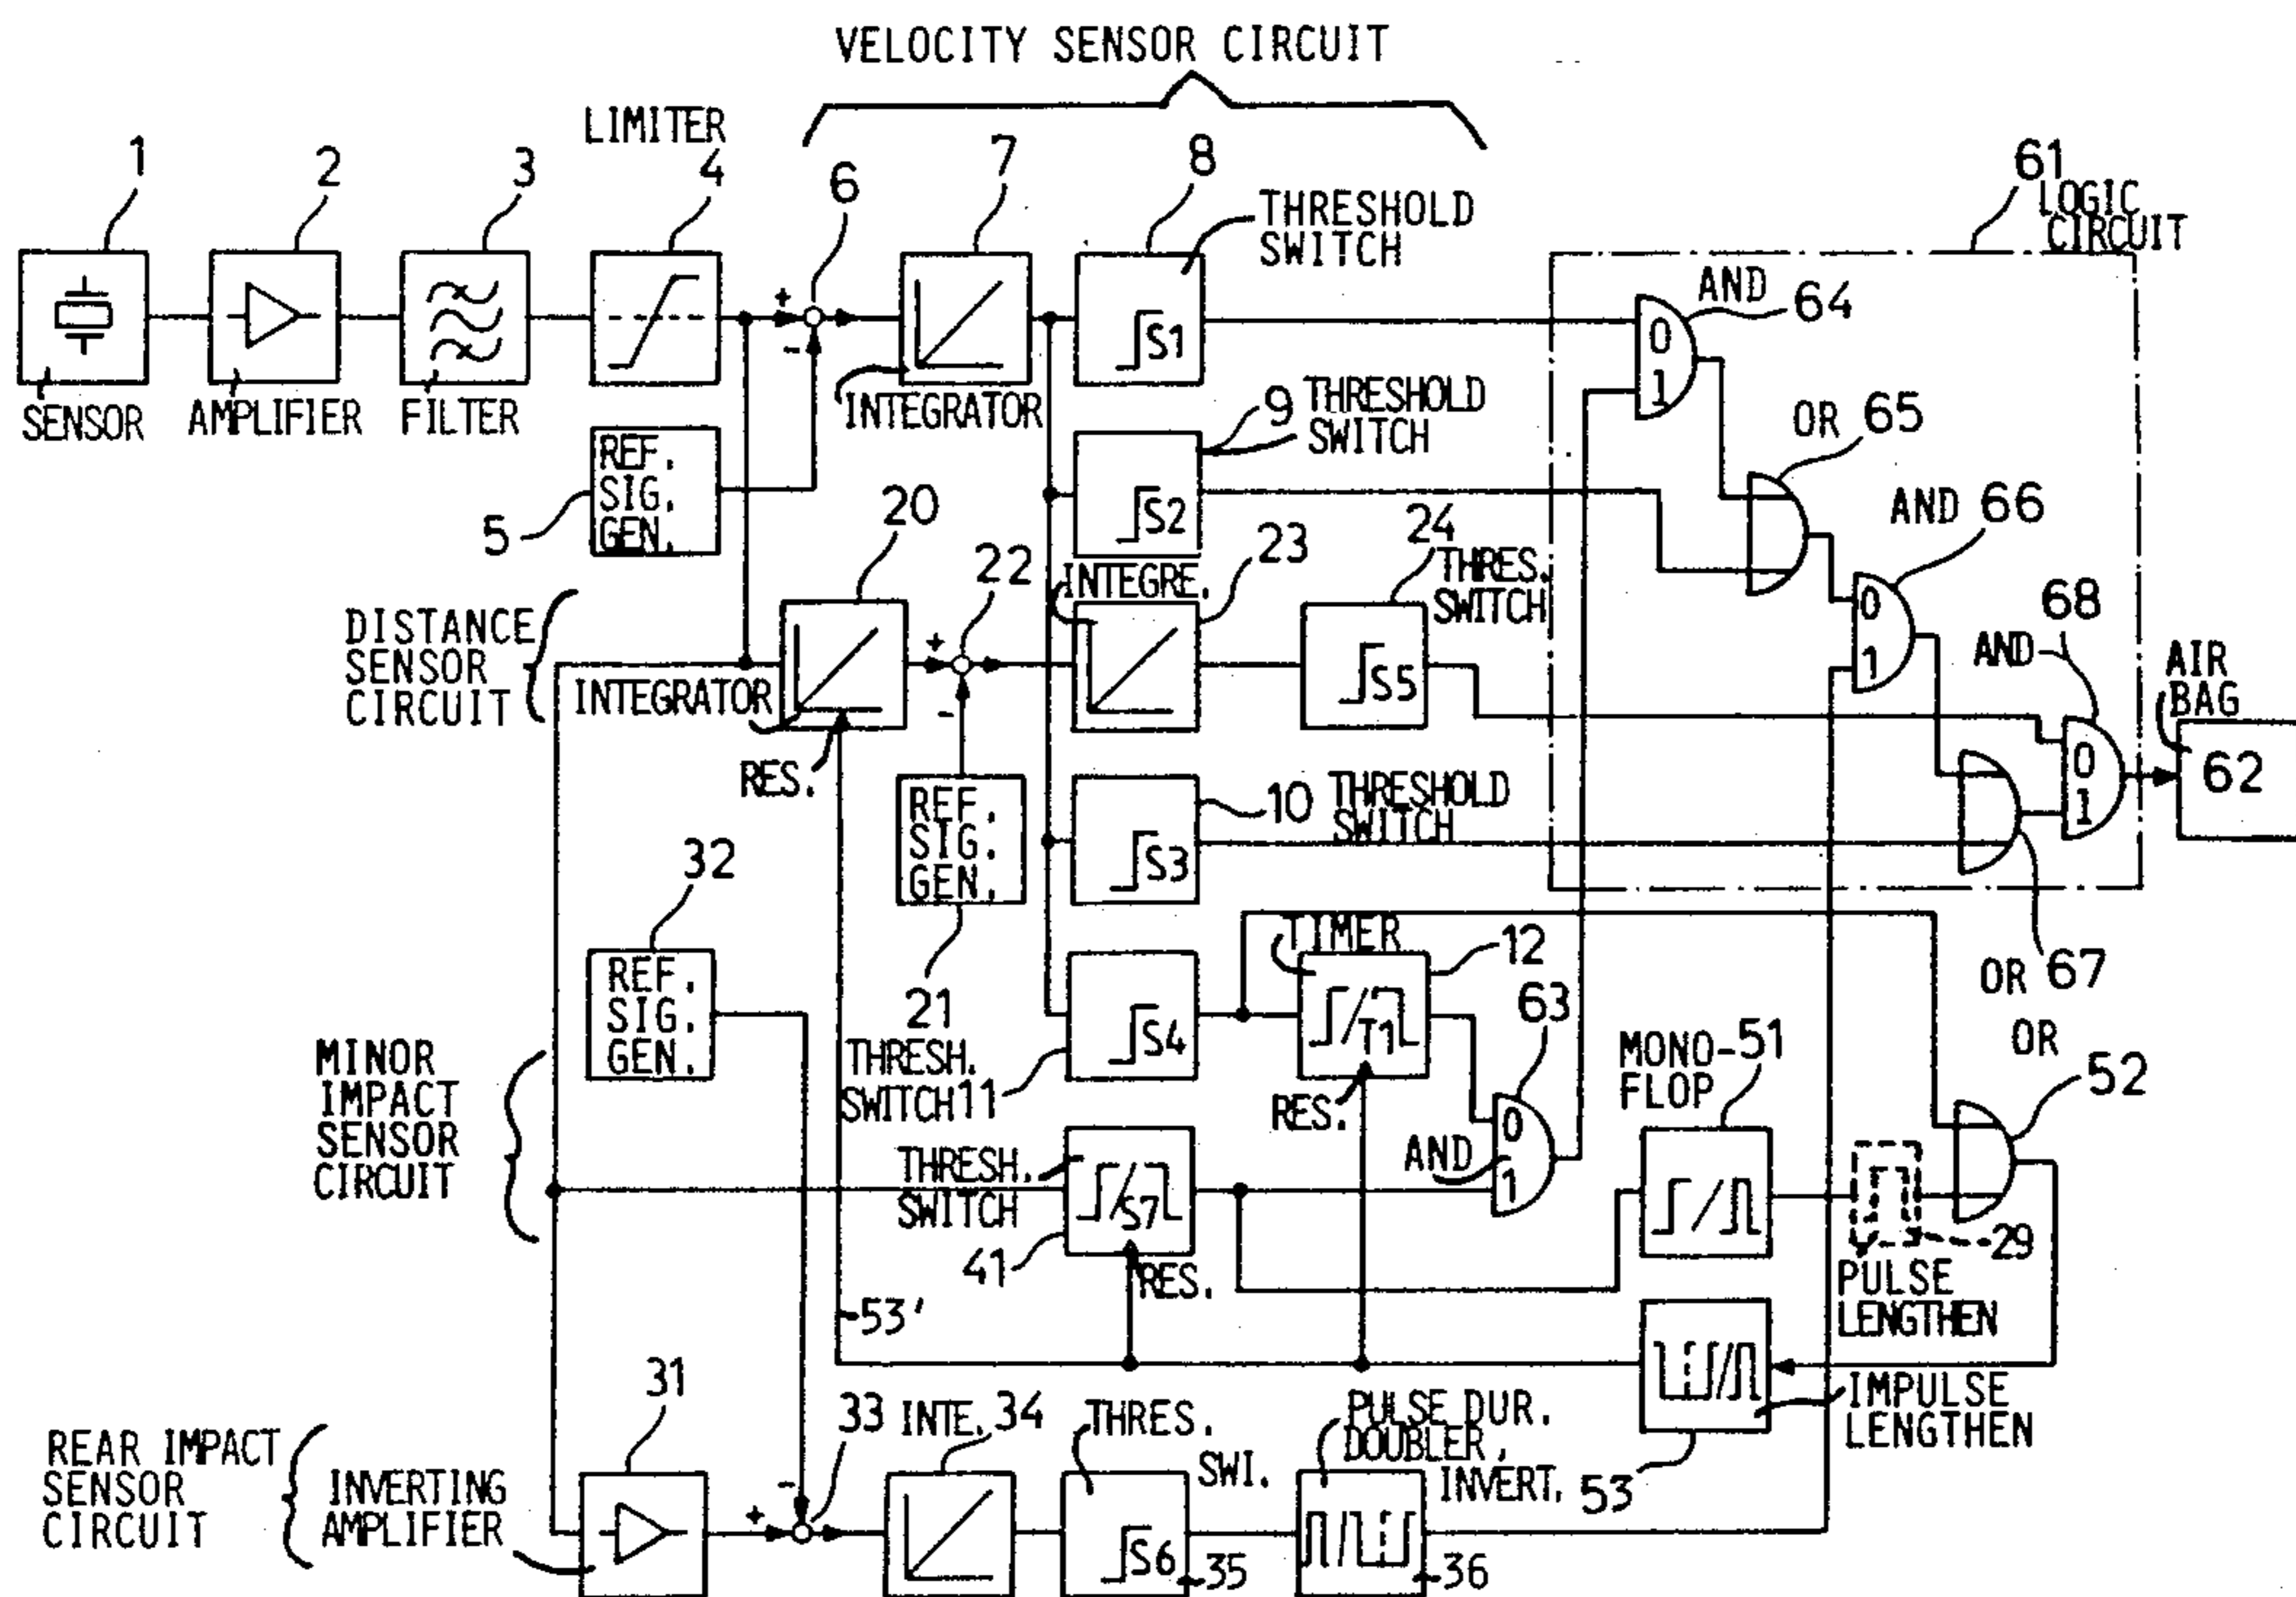 VELOCITY SENSOR CIRCUIT
LIMITER
1
2
3
4
6
7
8
61
LOGIC
CIRCUIT
THRESHOLD
SWITCH
AND
64
+
-
S1
0
1
SENSOR
AMPLIFIER
FILTER
INTEGRATOR
9
THRESHOLD
SWITCH
OR 65
REF.
SIG.
GEN.
5
S2
AND 66
20
22
INTEGRE.
23
24
THRES.
SWITCH
0
1
68
AND
DISTANCE
SENSOR
CIRCUIT
INTEGRATOR
+
-
S5
AIR
BAG
62
0
1
RES.
REF.
SIG.
GEN.
21
10
THRESHOLD
SWITCH
S3
32
REF.
SIG.
GEN.
TIMER
12
OR 67
MINOR
IMPACT
SENSOR
CIRCUIT
THRESH.
SWITCH 11
S4
T1
63
RES.
MONO-
FLOP
51
OR
52
THRESH.
SWITCH
S7
AND
0
1
41
RES.
29
PULSE
LENGTHEN
53'
IMPULSE
LENGTHEN
53
31
33
INTE. 34
THRES.
SWI.
PULSE DUR.
DOUBLER,
INVERT.
REAR IMPACT
SENSOR
CIRCUIT
INVERTING
AMPLIFIER
+
-
S6
35
36